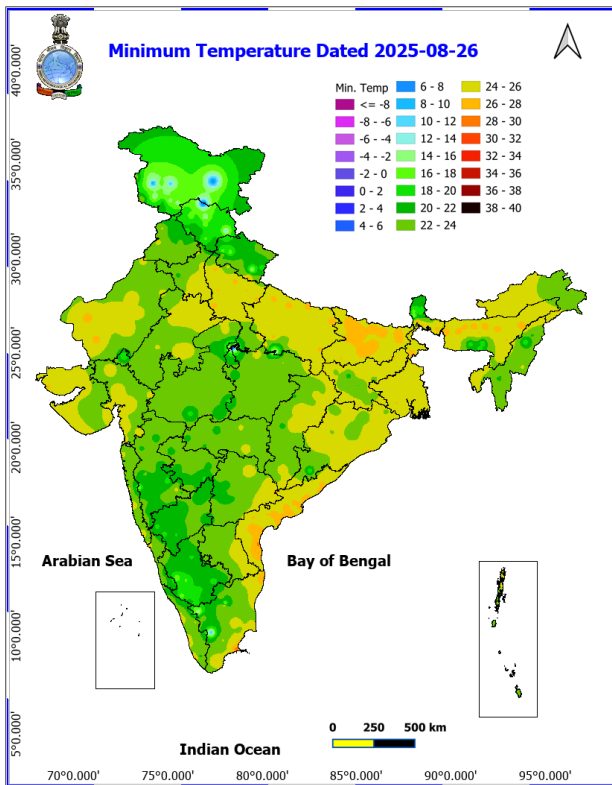 Minimum Temperature Dated 2025-08-26
Min. Temp
<= -8
-8 - -6
-6 - -4
-4 - -2
-2 - 0
0 - 2
2 - 4
4 - 6
6 - 8
8 - 10
10 - 12
12 - 14
14 - 16
16 - 18
18 - 20
20 - 22
22 - 24
24 - 26
26 - 28
28 - 30
30 - 32
32 - 34
34 - 36
36 - 38
38 - 40
40°0.000'
35°0.000'
30°0.000'
25°0.000'
20°0.000'
15°0.000'
10°0.000'
5°0.000'
Arabian Sea
Bay of Bengal
Indian Ocean
0 250 500 km
70°0.000' 75°0.000' 80°0.000' 85°0.000' 90°0.000' 95°0.000'